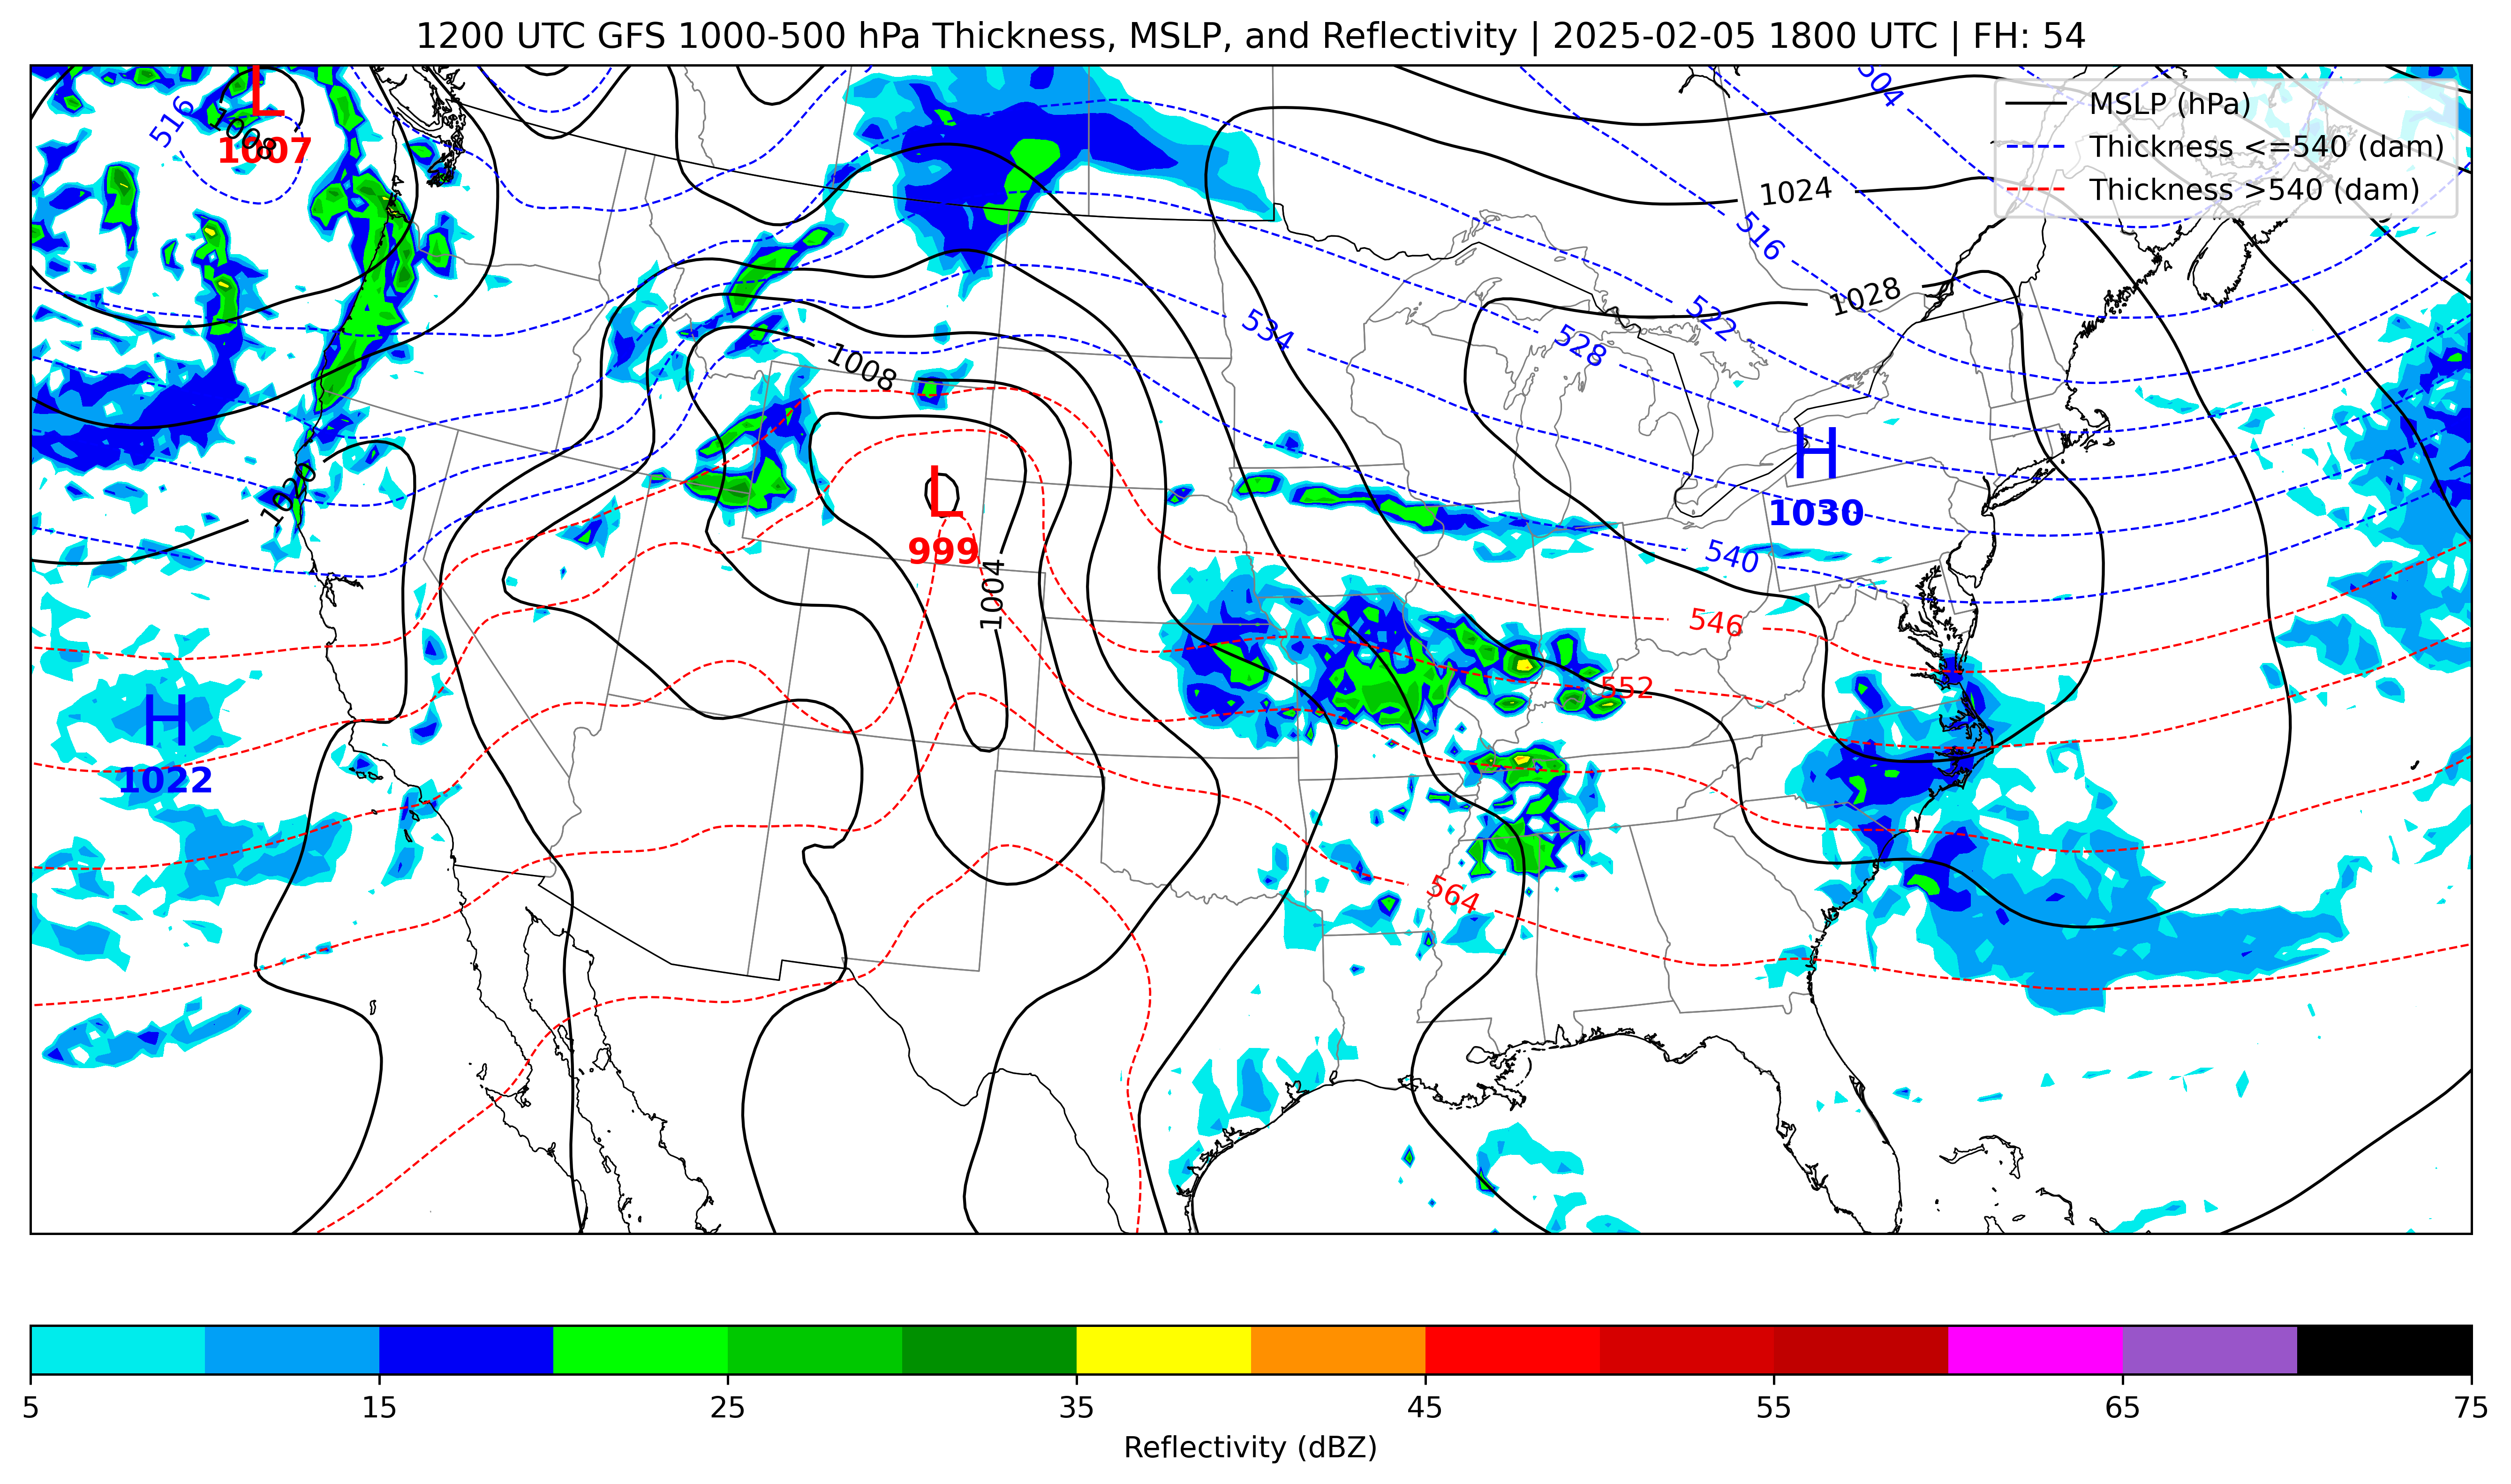 1200 UTC GFS 1000-500 hPa Thickness, MSLP, and Reflectivity | 2025-02-05 1800 UTC | FH: 54
MSLP (hPa)
Thickness <=540 (dam)
Thickness >540 (dam)
504
516
L
1008
1007
1024
516
1028
522
534
528
1008
H
1030
L
999
1020
540
1004
546
552
H
1022
564
5 15 25 35 45 55 65 75
Reflectivity (dBZ)